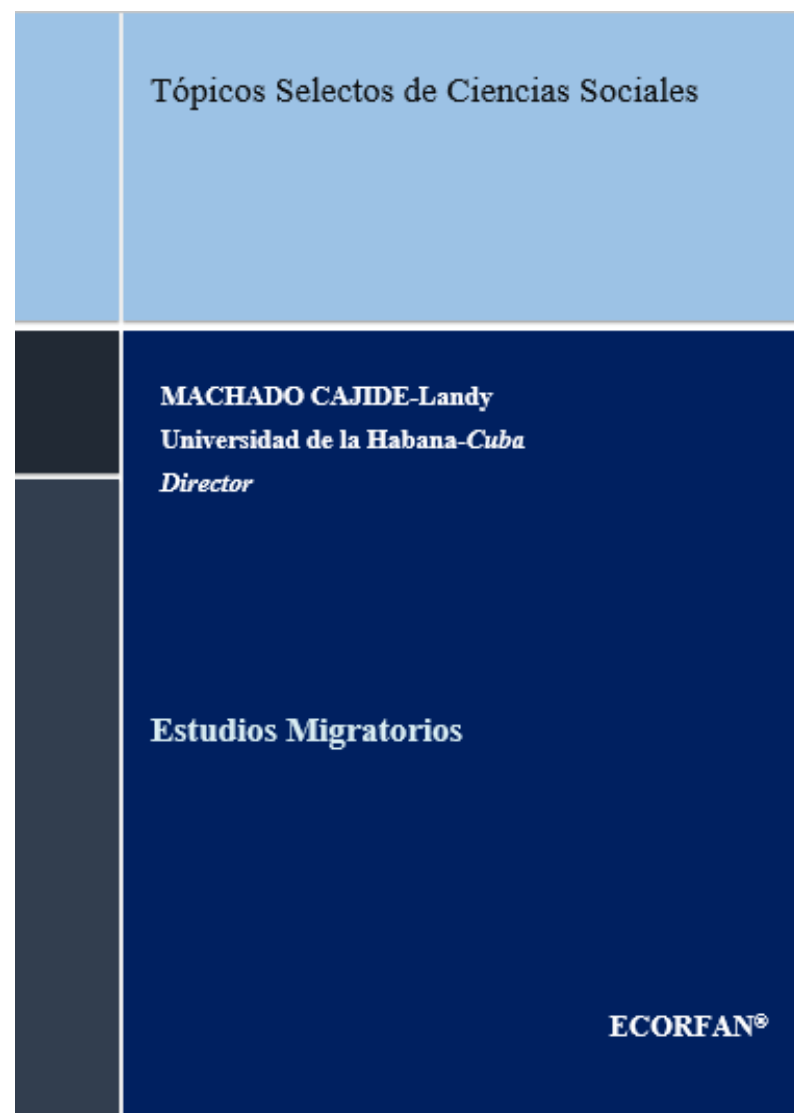 Tópicos Selectos de Ciencias Sociales
MACHADO CAJIDE-Landy
Universidad de la Habana-Cuba
Director
Estudios Migratorios
ECORFAN®